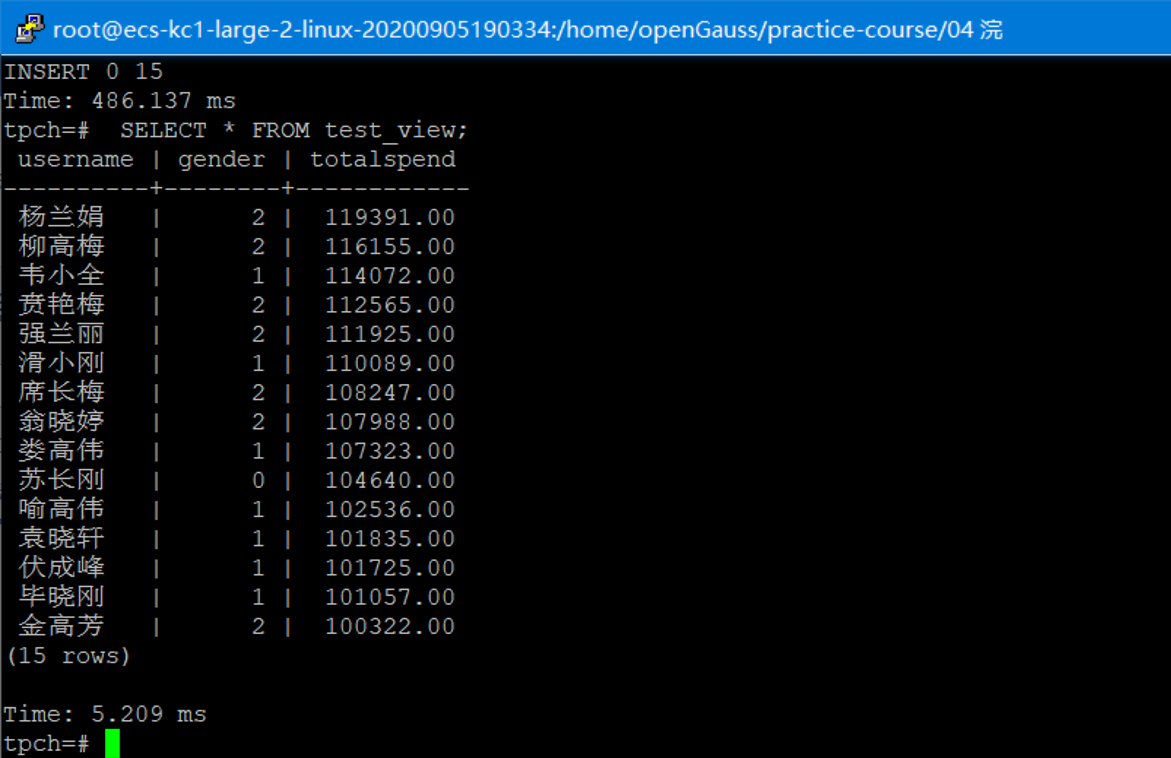 root@ecs-kc1-large-2-linux-20200905190334:/home/openGauss/practice-course/04 浣
INSERT 0 15
Time: 486.137 ms
tpch=#  SELECT * FROM test_view;
 username | gender | totalspend
----------+--------+------------
 杨兰娟   |      2 |  119391.00
 柳高梅   |      2 |  116155.00
 韦小全   |      1 |  114072.00
 贲艳梅   |      2 |  112565.00
 强兰丽   |      2 |  111925.00
 滑小刚   |      1 |  110089.00
 席长梅   |      2 |  108247.00
 翁晓婷   |      2 |  107988.00
 娄高伟   |      1 |  107323.00
 苏长刚   |      0 |  104640.00
 喻高伟   |      1 |  102536.00
 袁晓轩   |      1 |  101835.00
 伏成峰   |      1 |  101725.00
 毕晓刚   |      1 |  101057.00
 金高芳   |      2 |  100322.00
(15 rows)
Time: 5.209 ms
tpch=#